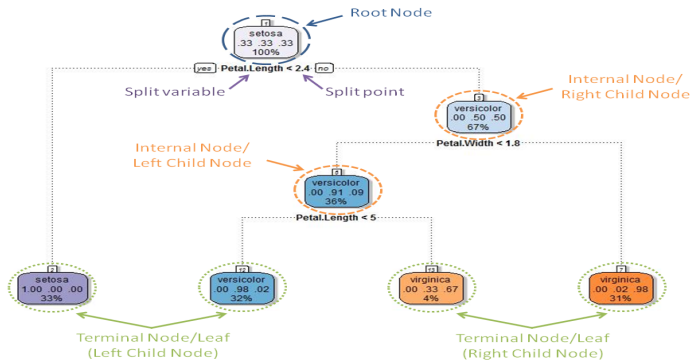 Root Node
1
setosa
.33 .33 .33
100%
yes Petal.Length < 2.4 no
Split variable
Split point
Internal Node/
Right Child Node
3
versicolor
.00 .50 .50
67%
Petal.Width < 1.8
Internal Node/
Left Child Node
6
versicolor
.00 .91 .09
36%
Petal.Length < 5
2
setosa
1.00 .00 .00
33%
12
versicolor
.00 .98 .02
32%
13
virginica
.00 .33 .67
4%
7
virginica
.00 .02 .98
31%
Terminal Node/Leaf
(Left Child Node)
Terminal Node/Leaf
(Right Child Node)